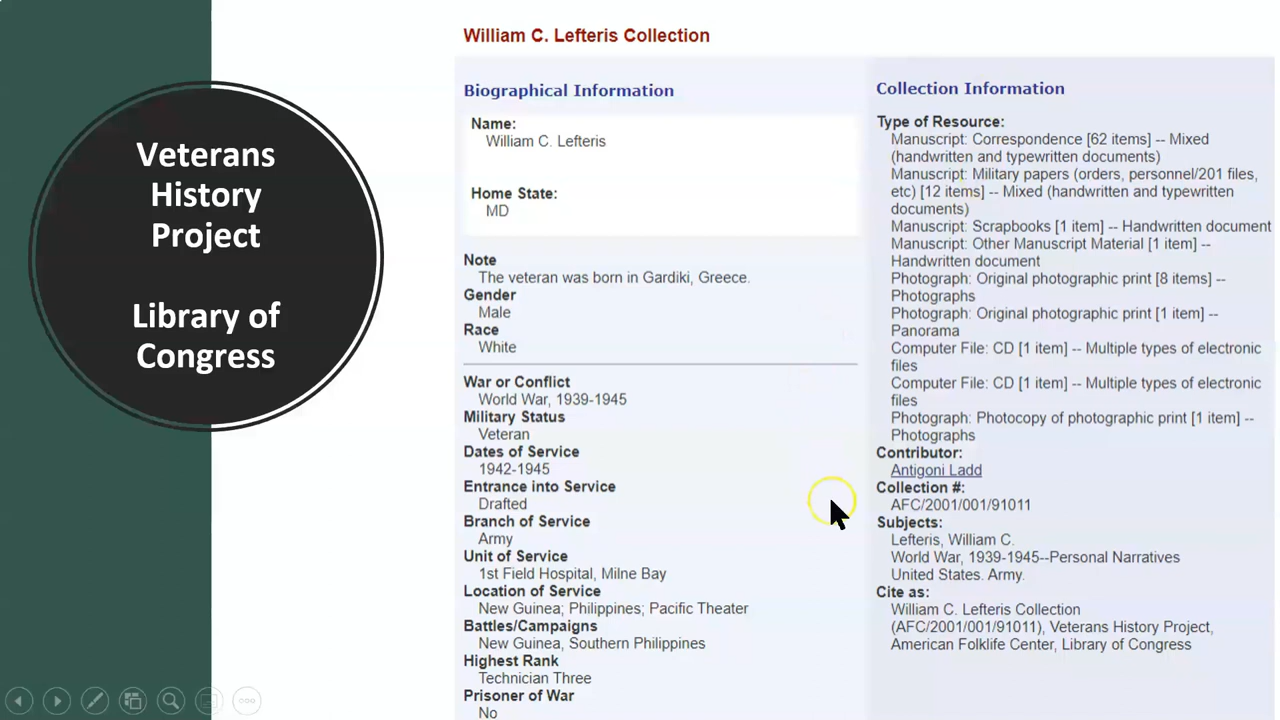 Veterans
History
Project
Library of
Congress
William C. Lefteris Collection
Biographical Information
Name:
William C. Lefteris
Home State:
MD
Note
The veteran was born in Gardiki, Greece.
Gender
Male
Race
White
War or Conflict
World War, 1939-1945
Military Status
Veteran
Dates of Service
1942-1945
Entrance into Service
Drafted
Branch of Service
Army
Unit of Service
1st Field Hospital, Milne Bay
Location of Service
New Guinea; Philippines; Pacific Theater
Battles/Campaigns
New Guinea, Southern Philippines
Highest Rank
Technician Three
Prisoner of War
No
Collection Information
Type of Resource:
Manuscript: Correspondence [62 items] -- Mixed
(handwritten and typewritten documents)
Manuscript: Military papers (orders, personnel/201 files,
etc) [12 items] -- Mixed (handwritten and typewritten
documents)
Manuscript: Scrapbooks [1 item] -- Handwritten document
Manuscript: Other Manuscript Material [1 item] --
Handwritten document
Photograph: Original photographic print [8 items] --
Photographs
Photograph: Original photographic print [1 item] --
Panorama
Computer File: CD [1 item] -- Multiple types of electronic
files
Computer File: CD [1 item] -- Multiple types of electronic
files
Photograph: Photocopy of photographic print [1 item] --
Photographs
Contributor:
Antigoni Ladd
Collection #:
AFC/2001/001/91011
Subjects:
Lefteris, William C.
World War, 1939-1945--Personal Narratives
United States. Army.
Cite as:
William C. Lefteris Collection
(AFC/2001/001/91011), Veterans History Project,
American Folklife Center, Library of Congress